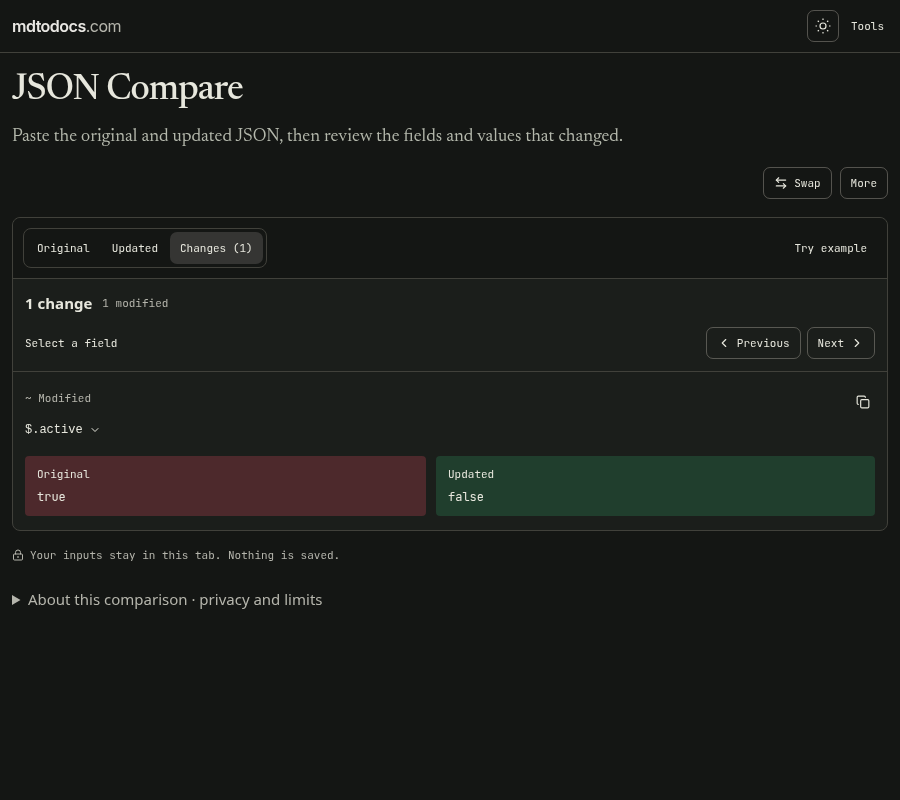 mdtodocs.com
Tools
JSON Compare
Paste the original and updated JSON, then review the fields and values that changed.
Swap
More
Original
Updated
Changes (1)
Try example
1 change
1 modified
Select a field
Previous
Next
~ Modified
$.active
Original
true
Updated
false
Your inputs stay in this tab. Nothing is saved.
About this comparison · privacy and limits